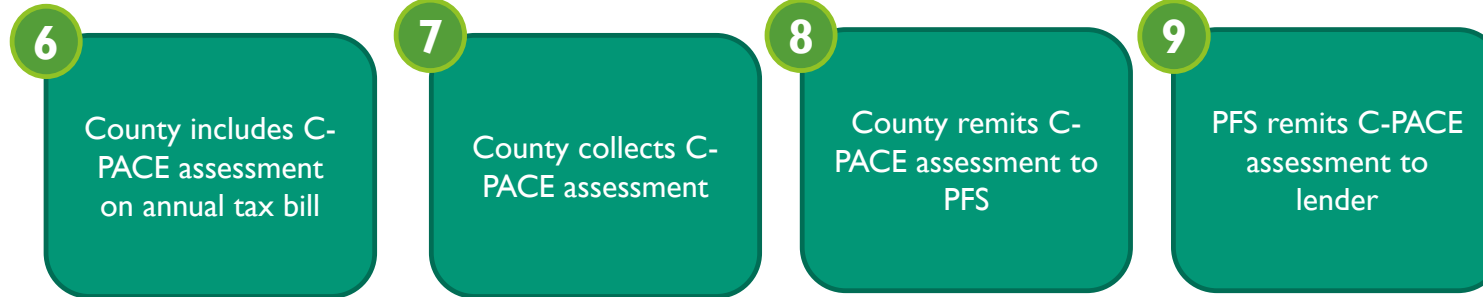 6
County includes C-
PACE assessment
on annual tax bill
7
County collects C-
PACE assessment
8
County remits C-
PACE assessment to
PFS
9
PFS remits C-PACE
assessment to
lender